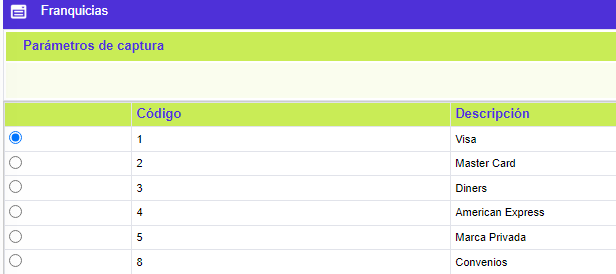 Franquicias
Parámetros de captura
Código Descripción
1 Visa
2 Master Card
3 Diners
4 American Express
5 Marca Privada
8 Convenios